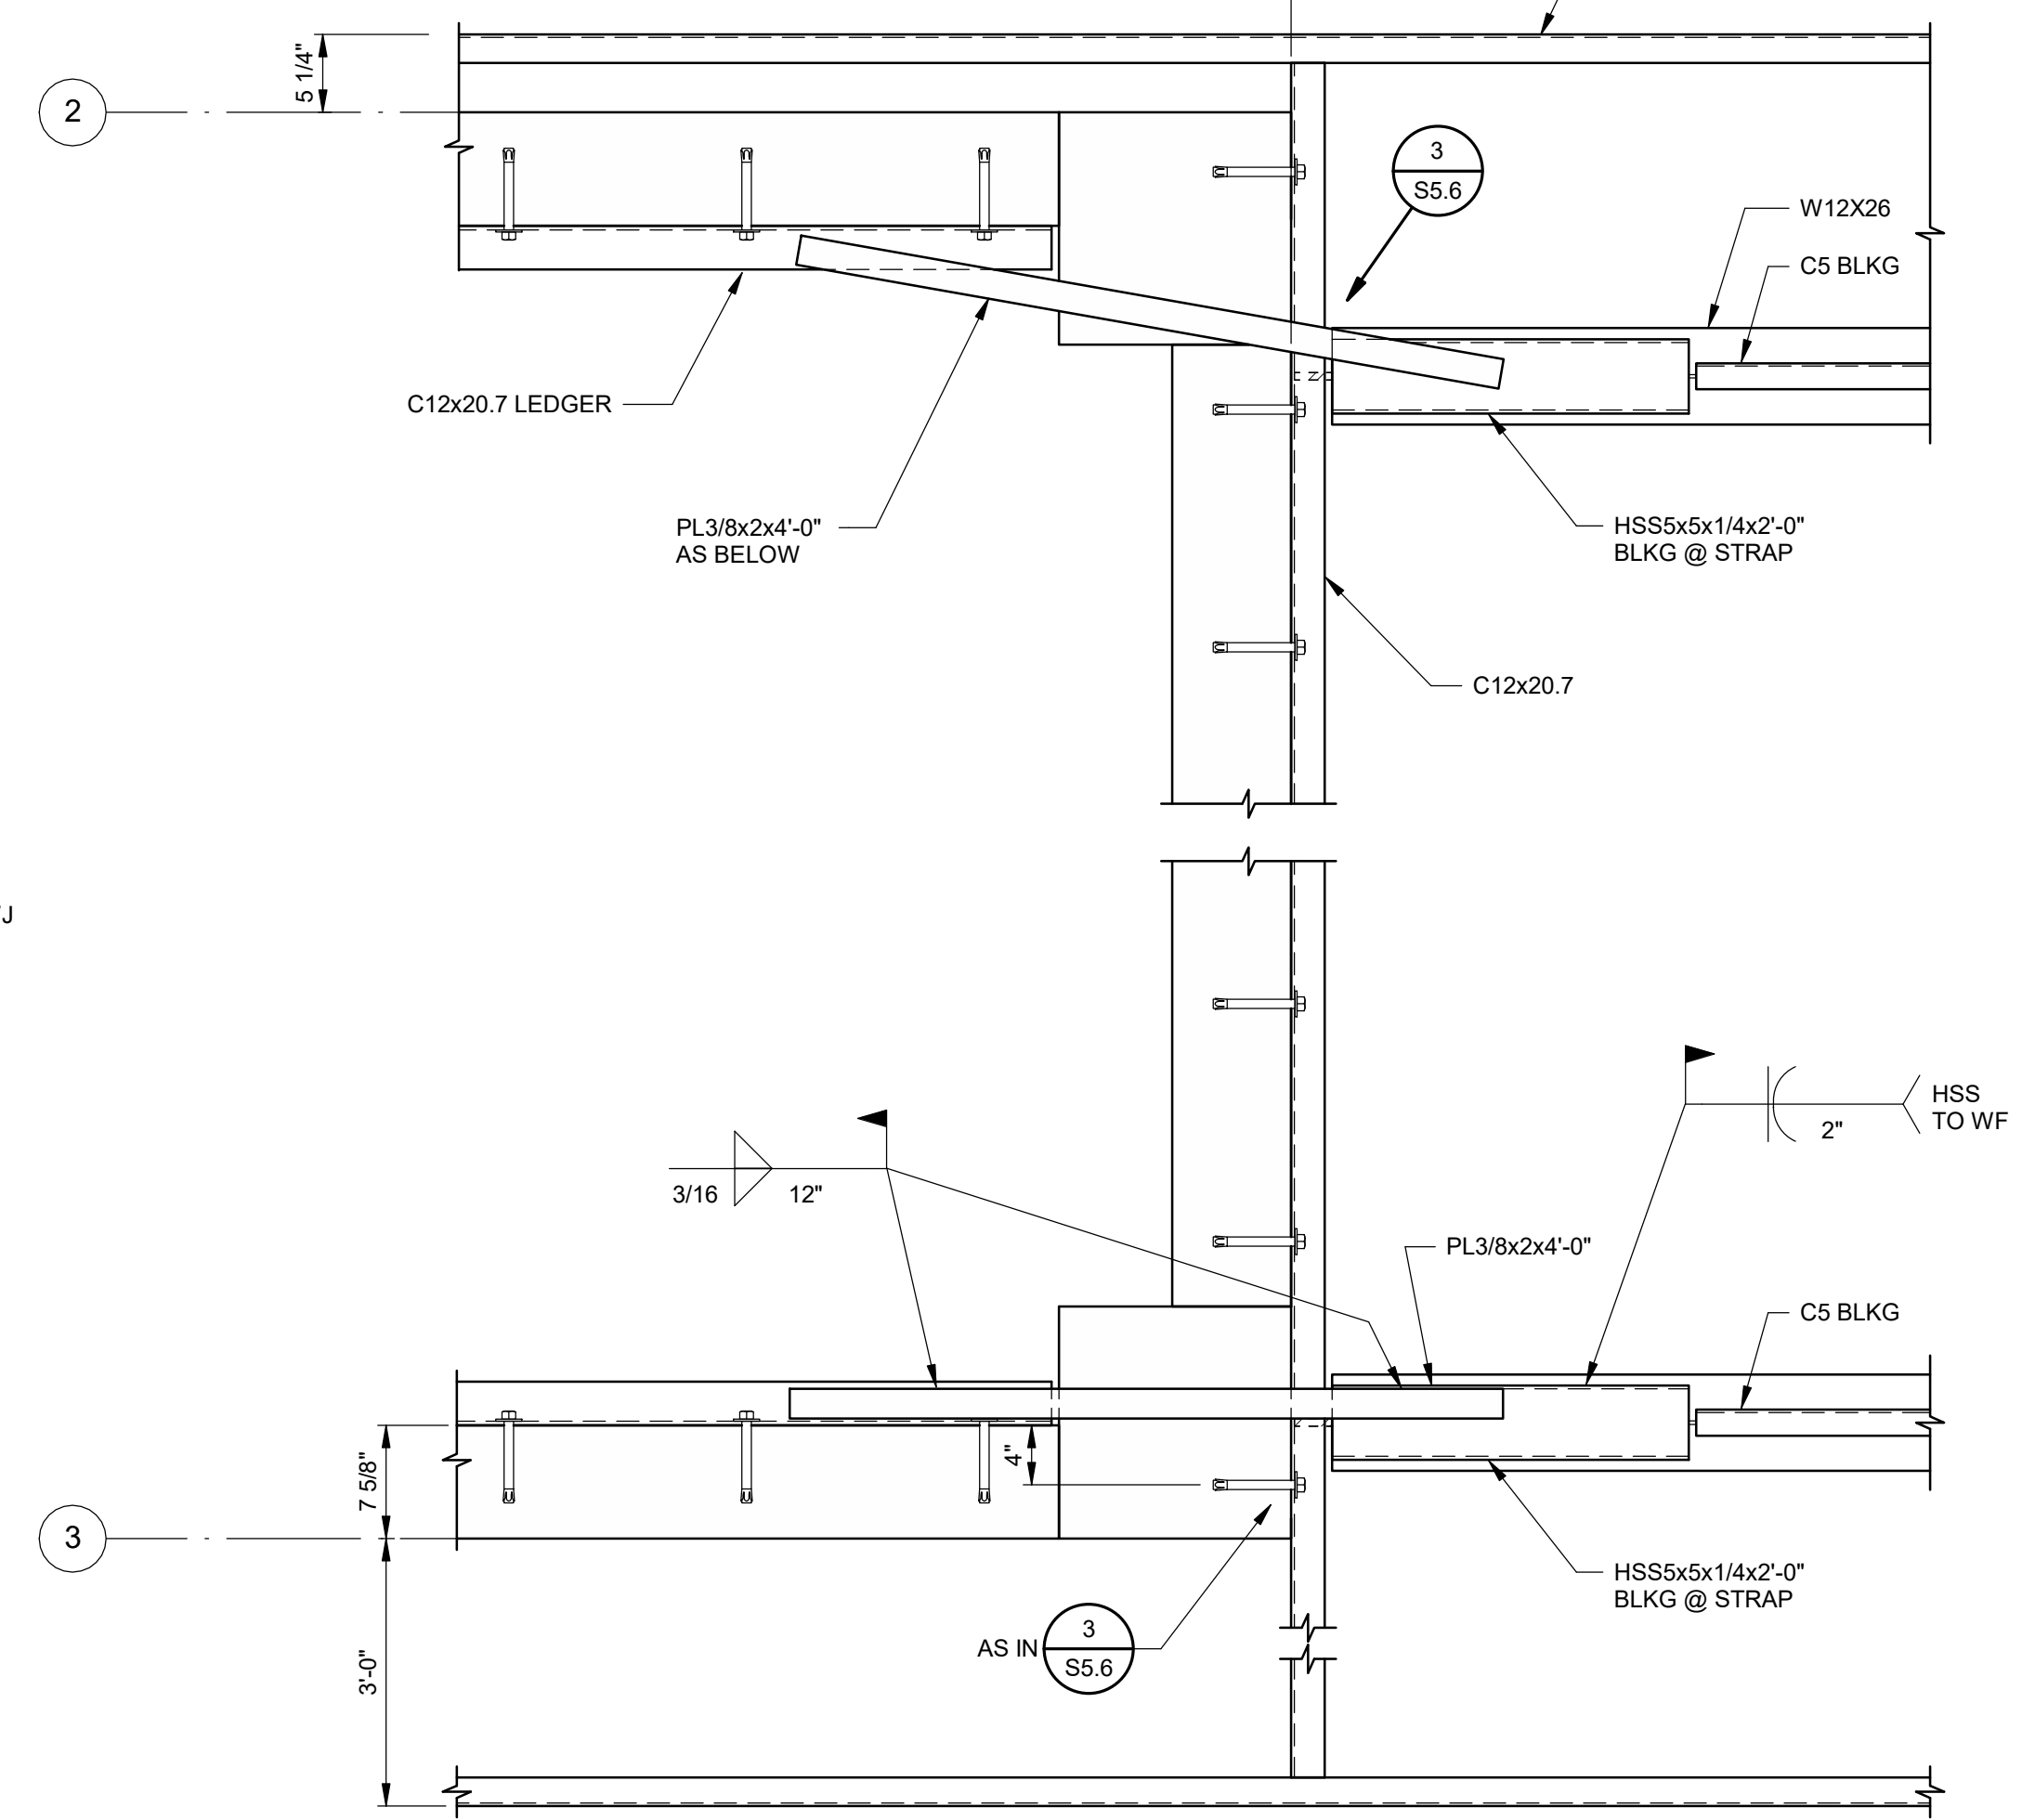 5 1/4"
2
3
S5.6
W12X26
C5 BLKG
C12x20.7 LEDGER
PL3/8x2x4'-0"
AS BELOW
HSS5x5x1/4x2'-0"
BLKG @ STRAP
C12x20.7
HSS
TO WF
2"
3/16
12"
PL3/8x2x4'-0"
C5 BLKG
7 5/8"
4"
3
HSS5x5x1/4x2'-0"
BLKG @ STRAP
3'-0"
AS IN
3
S5.6